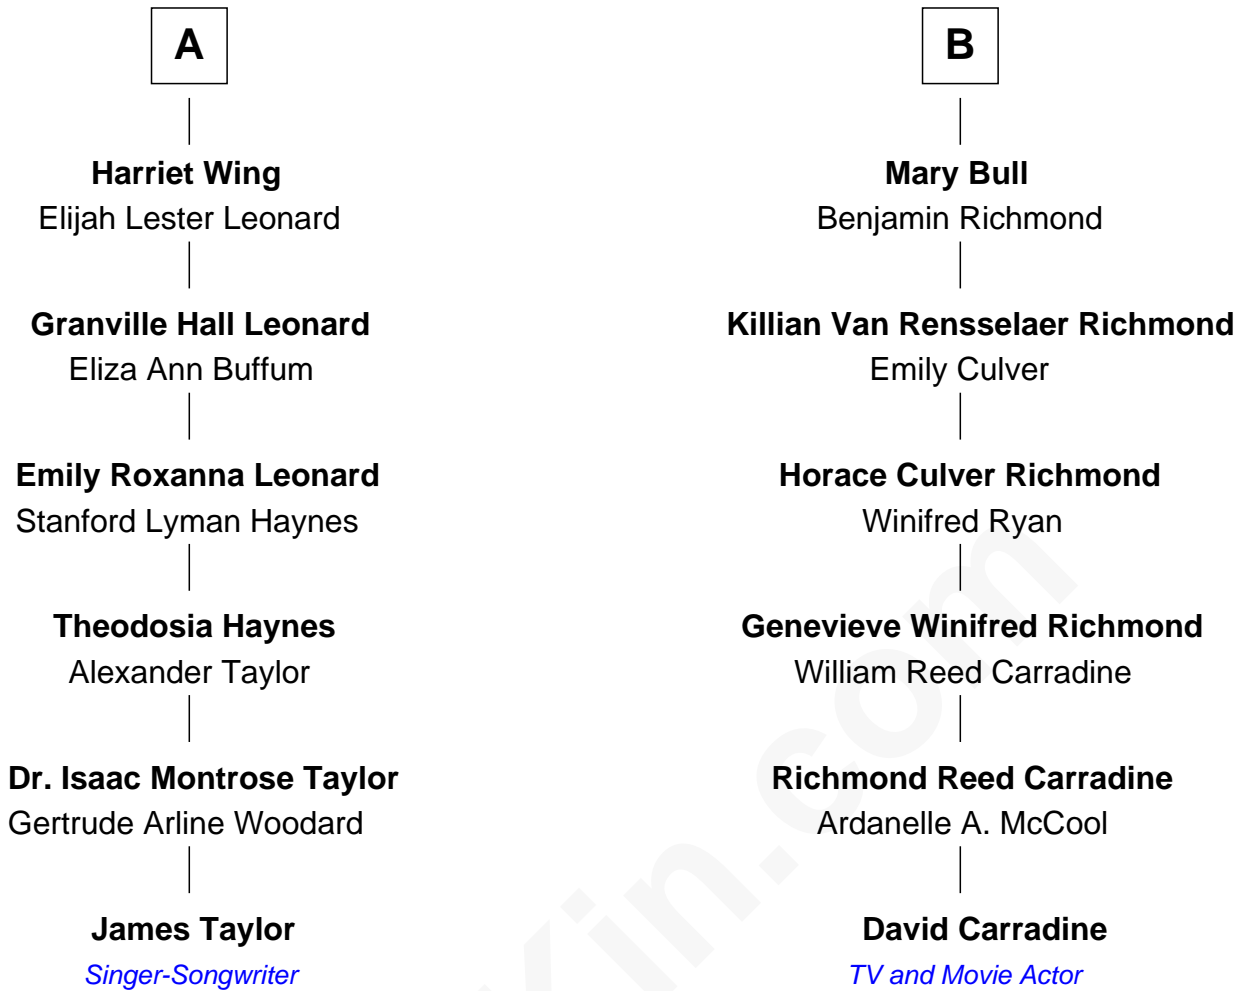 A
Harriet Wing
Elijah Lester Leonard
Granville Hall Leonard
Eliza Ann Buffum
Emily Roxanna Leonard
Stanford Lyman Haynes
Theodosia Haynes
Alexander Taylor
Dr. Isaac Montrose Taylor
Gertrude Arline Woodard
James Taylor
Singer-Songwriter
B
Mary Bull
Benjamin Richmond
Killian Van Rensselaer Richmond
Emily Culver
Horace Culver Richmond
Winifred Ryan
Genevieve Winifred Richmond
William Reed Carradine
Richmond Reed Carradine
Ardanelle A. McCool
David Carradine
TV and Movie Actor